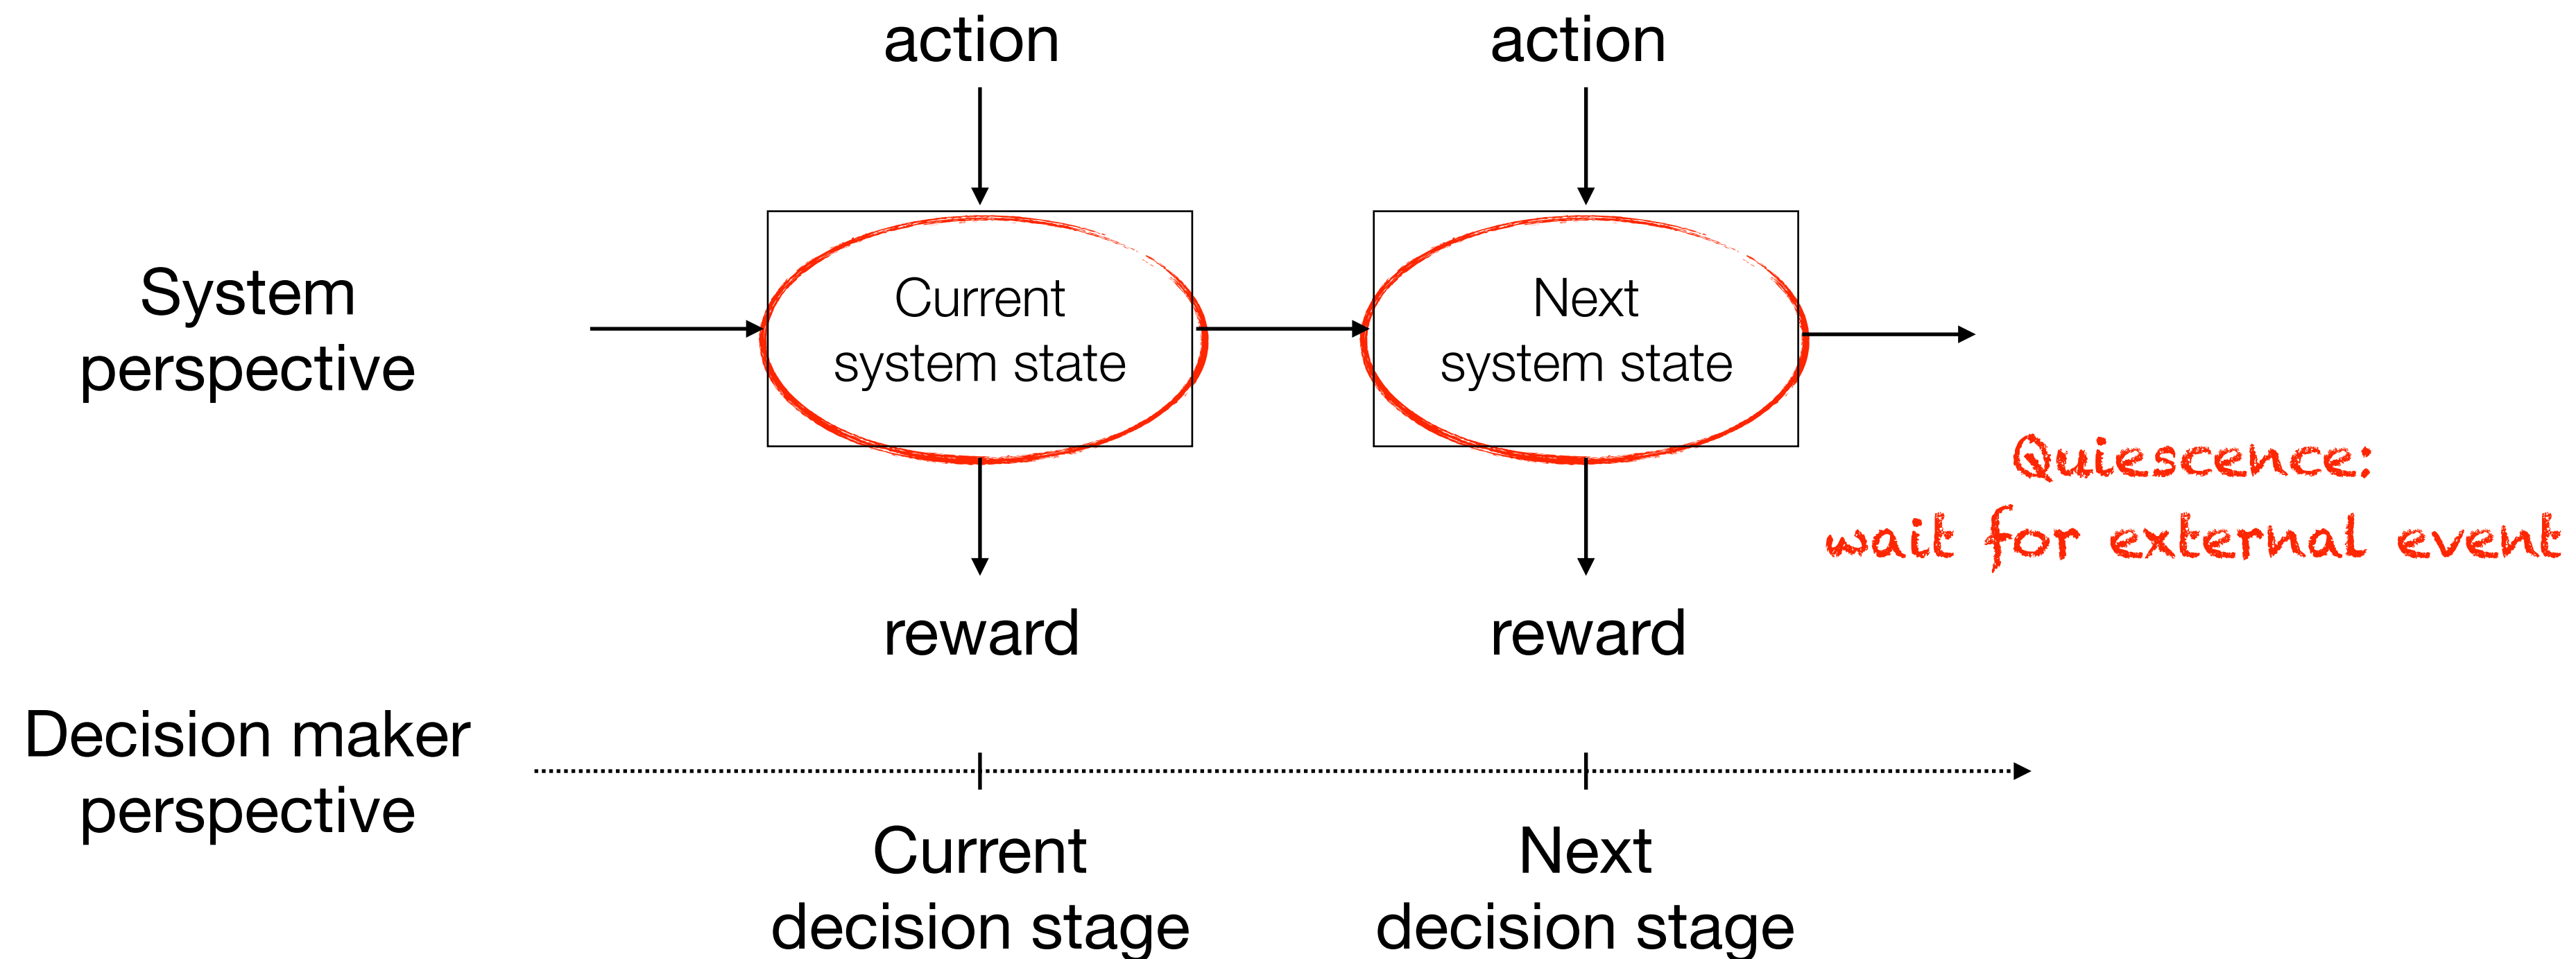 action
action
System
perspective
Current
system state
Next
system state
Quiescence:
wait for external event
reward
reward
Decision maker
perspective
Current
decision stage
Next
decision stage